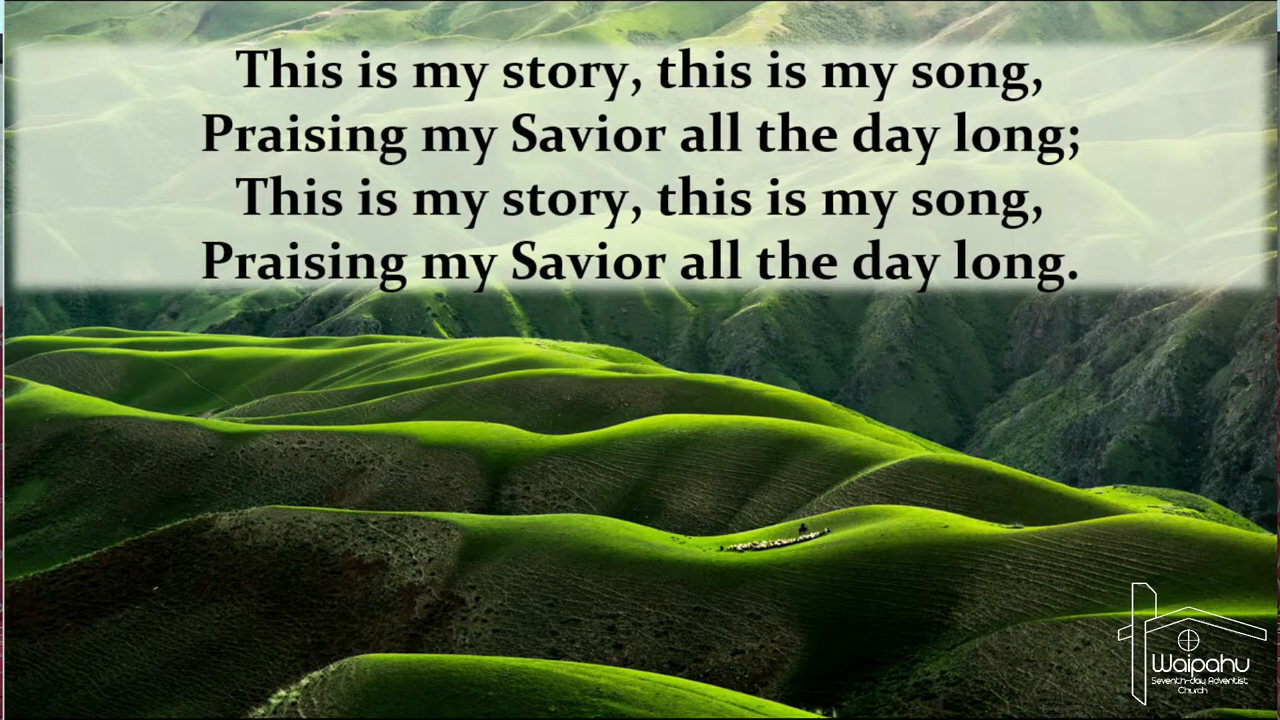 This is my story, this is my song,
Praising my Savior all the day long;
This is my story, this is my song,
Praising my Savior all the day long.
Waipahu
Seventh-day Adventist
Church